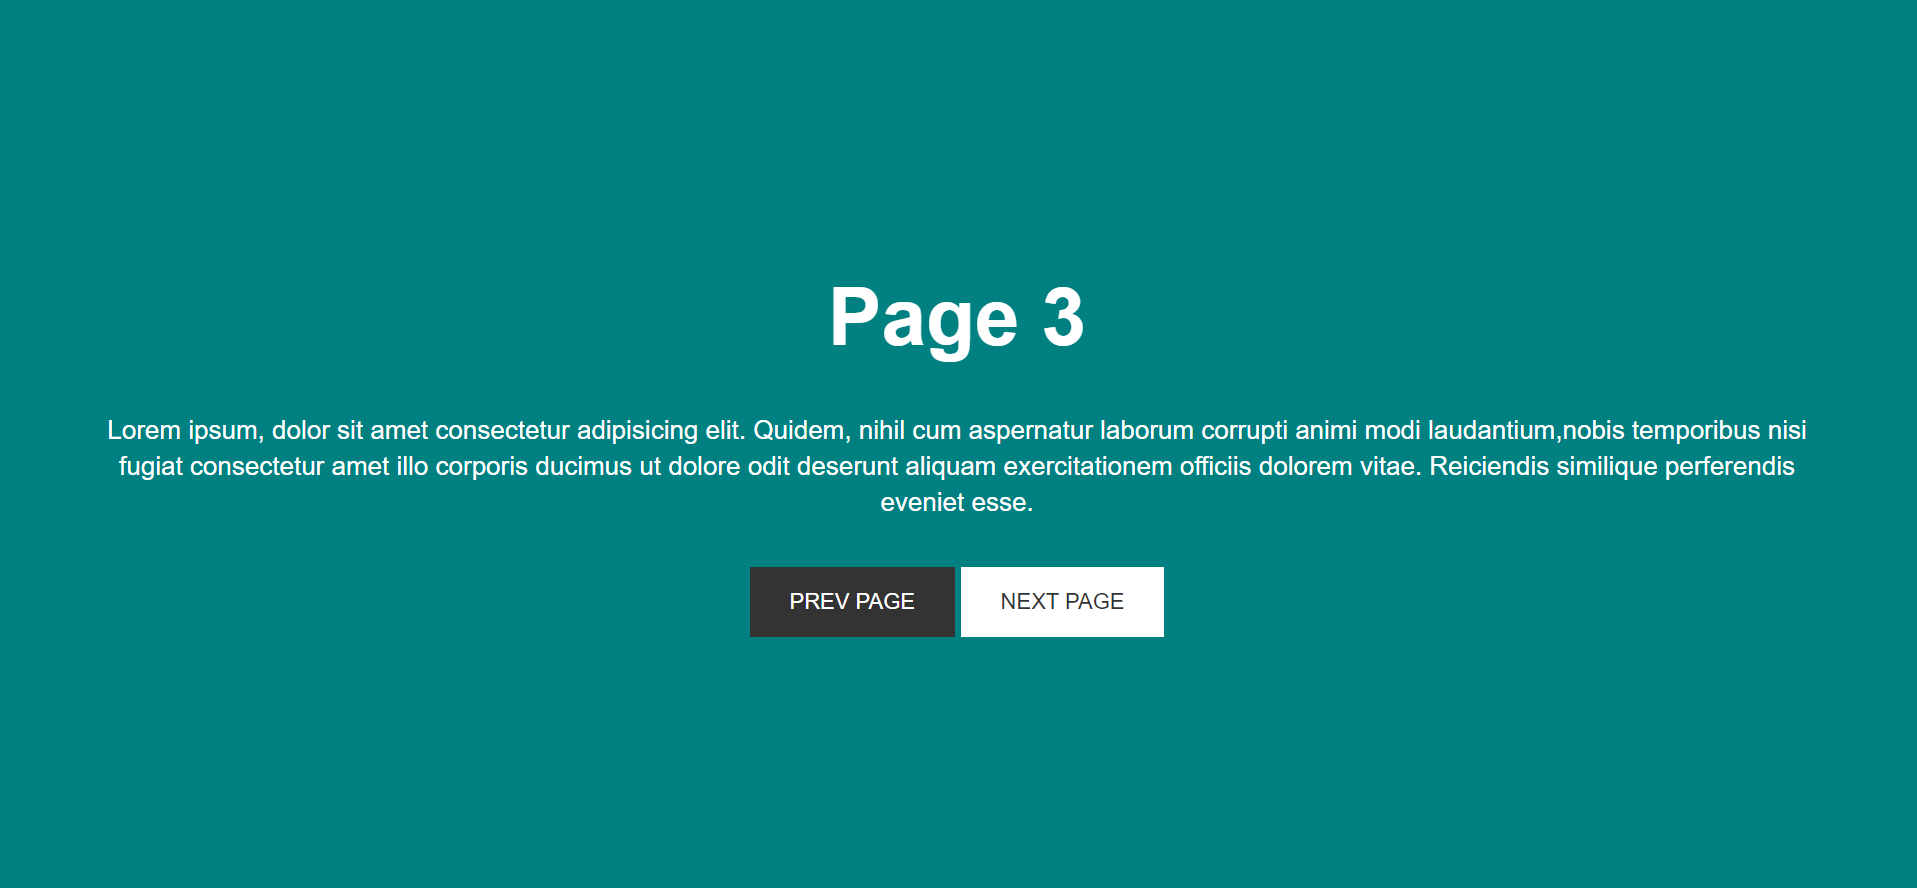 Page 3
Lorem ipsum, dolor sit amet consectetur adipisicing elit. Quidem, nihil cum aspernatur laborum corrupti animi modi laudantium,nobis temporibus nisi
fugiat consectetur amet illo corporis ducimus ut dolore odit deserunt aliquam exercitationem officiis dolorem vitae. Reiciendis similique perferendis
eveniet esse.
PREV PAGE NEXT PAGE